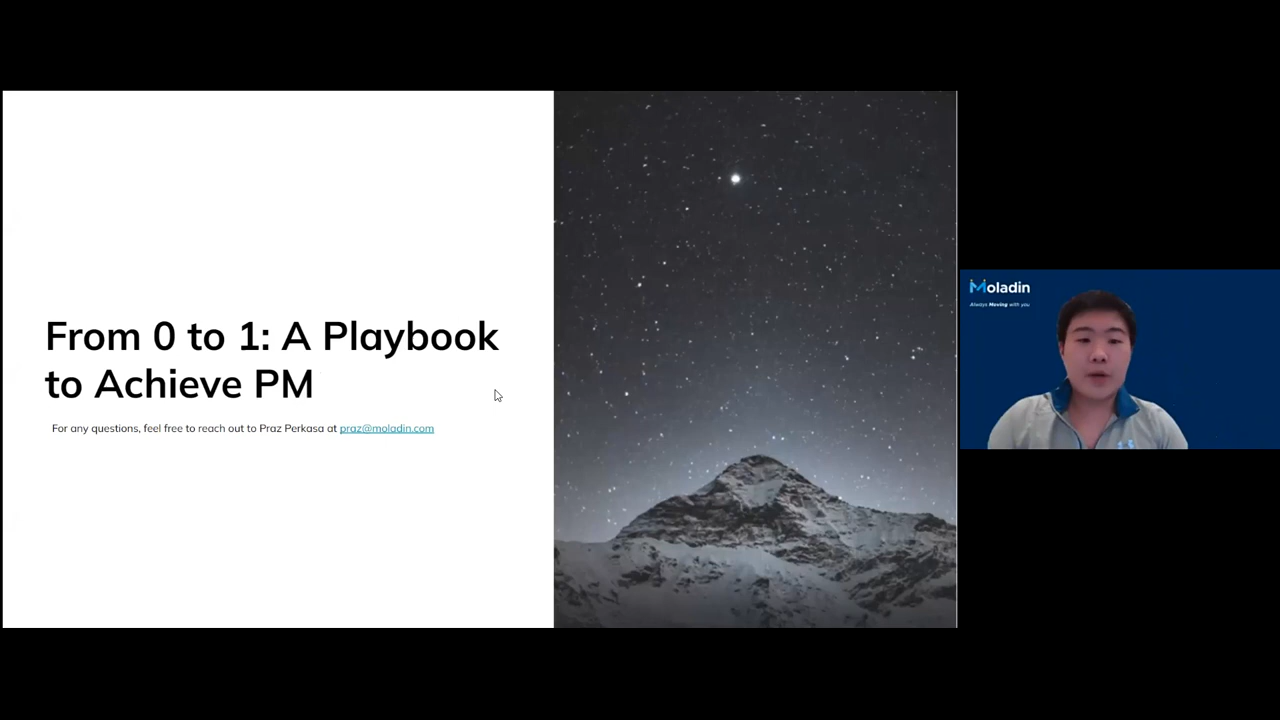 From 0 to 1: A Playbook
to Achieve PM
For any questions, feel free to reach out to Praz Perkasa at praz@moladin.com
Moladin
Always Moving with you